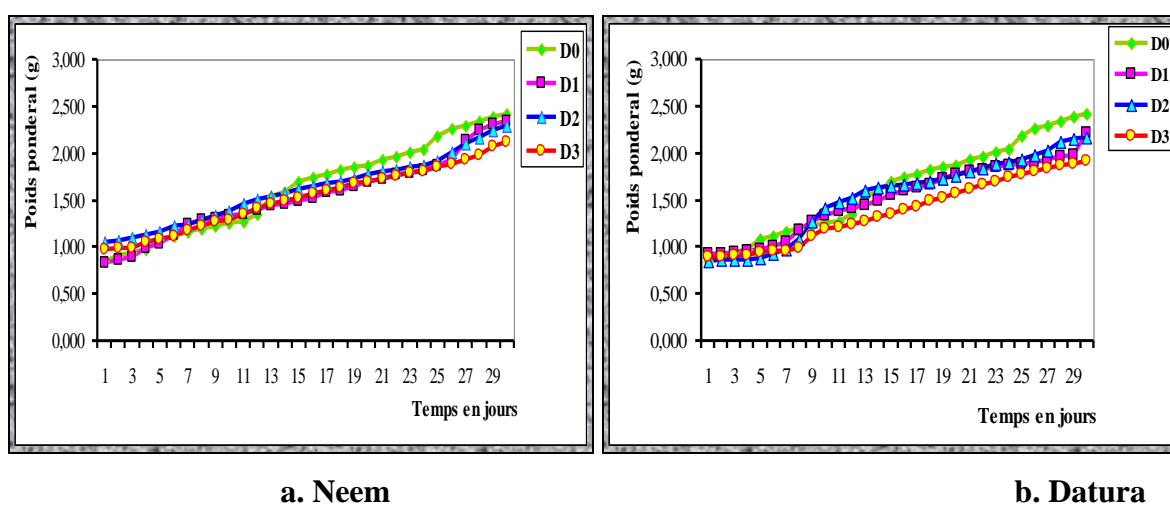 Poids ponderal (g)
3,000
2,500
2,000
1,500
1,000
0,500
0,000
1 3 5 7 9 11 13 15 17 19 21 23 25 27 29
Temps en jours
D0
D1
D2
D3
a. Neem
Poids ponderal (g)
3,000
2,500
2,000
1,500
1,000
0,500
0,000
1 3 5 7 9 11 13 15 17 19 21 23 25 27 29
Temps en jours
D0
D1
D2
D3
b. Datura